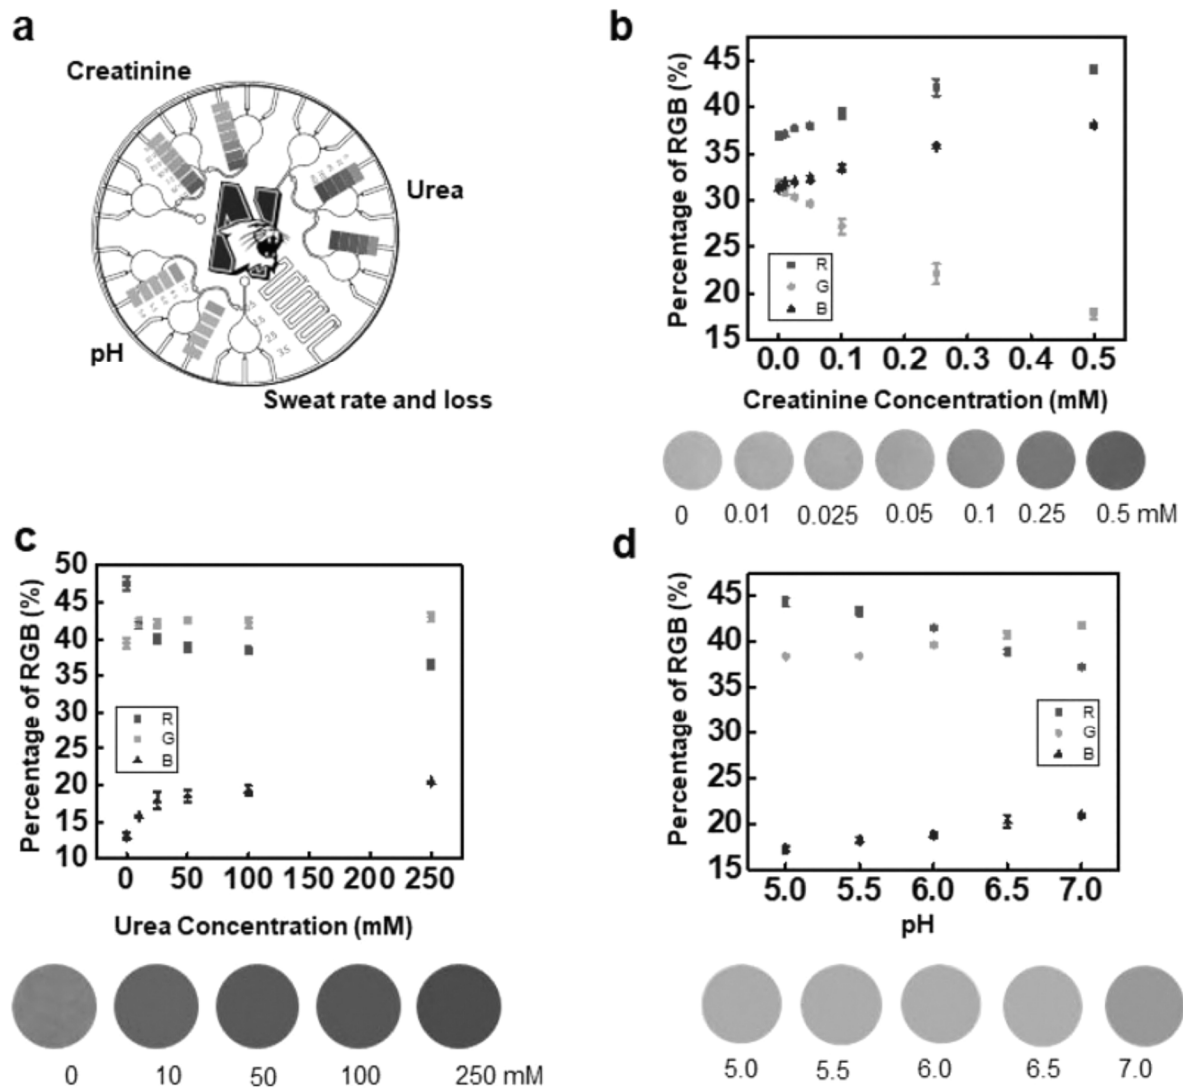 a
Creatinine
Urea
pH
Sweat rate and loss
b
Percentage of RGB (%)
45
40
35
30
25
20
15
R
G
B
0.0 0.1 0.2 0.3 0.4 0.5
Creatinine Concentration (mM)
0 0.01 0.025 0.05 0.1 0.25 0.5 mM
c
Percentage of RGB (%)
50
45
40
35
30
25
20
15
10
R
G
B
0 50 100 150 200 250
Urea Concentration (mM)
0 10 50 100 250 mM
d
Percentage of RGB (%)
45
40
35
30
25
20
15
R
G
B
5.0 5.5 6.0 6.5 7.0
pH
5.0 5.5 6.0 6.5 7.0